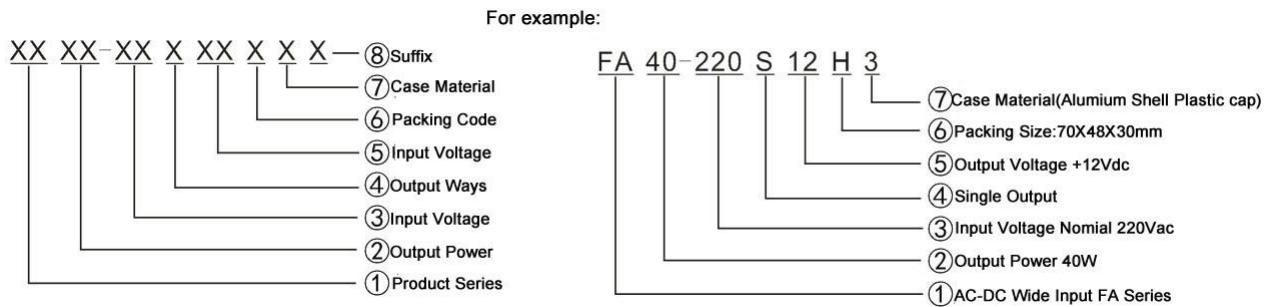 For example:
XX XX-XX X XX X X X
⑧Suffix
⑦Case Material
⑥Packing Code
⑤Input Voltage
④Output Ways
③Input Voltage
②Output Power
①Product Series
FA 40-220 S 12 H 3
⑦Case Material(Alumium Shell Plastic cap)
⑥Packing Size:70X48X30mm
⑤Output Voltage +12Vdc
④Single Output
③Input Voltage Nomial 220Vac
②Output Power 40W
①AC-DC Wide Input FA Series